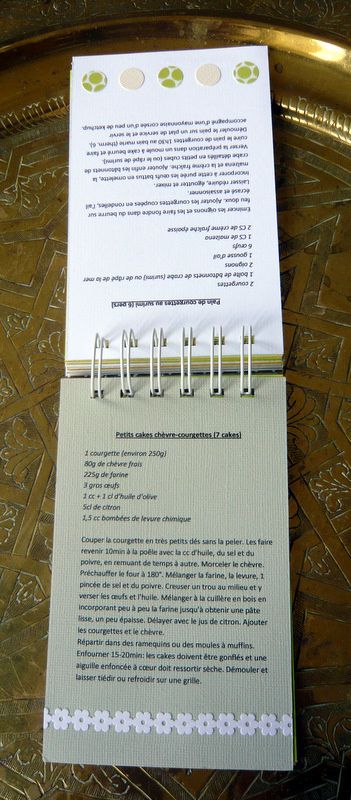 Pain de courgettes au surimi (6 pers)
2 courgettes
1 boîte de bâtonnets de crabe (surimi) ou de râpé de la mer
2 oignons
1 gousse d'ail
6 œufs
1 CS maïzena
2 CS de crème fraîche épaisse
Emincer les oignons et les faire fondre dans du beurre sur
feu doux. Ajouter les courgettes coupées en rondelles, l'ail
écrasé et assaisonner.
Laisser réduire, égoutter et mixer.
Incorporer à cette purée les œufs battus en omelette, la
maïzena et la crème fraîche. Ajouter enfin les bâtonnets de
crabe détaillés en petits cubes (ou le râpé de surimi).
Verser la préparation dans un moule à cake beurré et faire
cuire le pain de courgettes 1h30 au bain marie (therm. 6).
Démouler le pain sur un plat de service et le servir
accompagné d'une mayonnaise corsée d'un peu de ketchup.
Petits cakes chèvre-courgettes (7 cakes)
1 courgette (environ 250g)
80g de chèvre frais
225g de farine
3 gros œufs
1 cc + 1 cl d'huile d'olive
5cl de citron
1,5 cc bombées de levure chimique
Couper la courgette en très petits dés sans la peler. Les faire
revenir 10min à la poêle avec la cc d'huile, du sel et du
poivre, en remuant de temps à autre. Morceler le chèvre.
Préchauffer le four à 180°. Mélanger la farine, la levure, 1
pincée de sel et du poivre. Creuser un trou au milieu et y
verser les œufs et l'huile. Mélanger à la cuillère en bois en
incorporant peu à peu la farine jusqu'à obtenir une pâte
lisse, un peu épaisse. Délayer avec le jus de citron. Ajouter
les courgettes et le chèvre.
Répartir dans des ramequins ou des moules à muffins.
Enfourner 15-20min: les cakes doivent être gonflés et une
aiguille enfoncée à cœur doit ressortir sèche. Démouler et
laisser tiédir ou refroidir sur une grille.